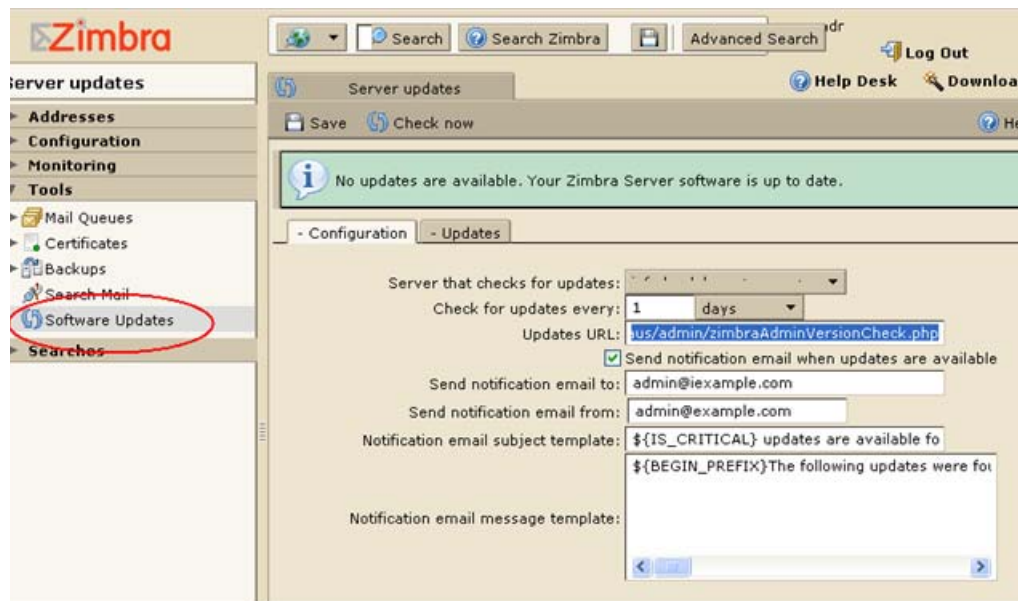 Zimbra
Search
Search Zimbra
Advanced Search
Log Out
Server updates
Server updates
Help Desk
Downloa
Addresses
Save
Check now
He
Configuration
Monitoring
No updates are available. Your Zimbra Server software is up to date.
Tools
Mail Queues
- Configuration
- Updates
Certificates
Backups
Server that checks for updates:
Search Mail
Check for updates every: 1 days
Software Updates
Updates URL: ous/admin/zimbraAdminVersionCheck.php
Searches
Send notification email when updates are available
Send notification email to: admin@iexample.com
Send notification email from: admin@example.com
Notification email subject template: ${IS_CRITICAL} updates are available fo
${BEGIN_PREFIX}The following updates were fou
Notification email message template: